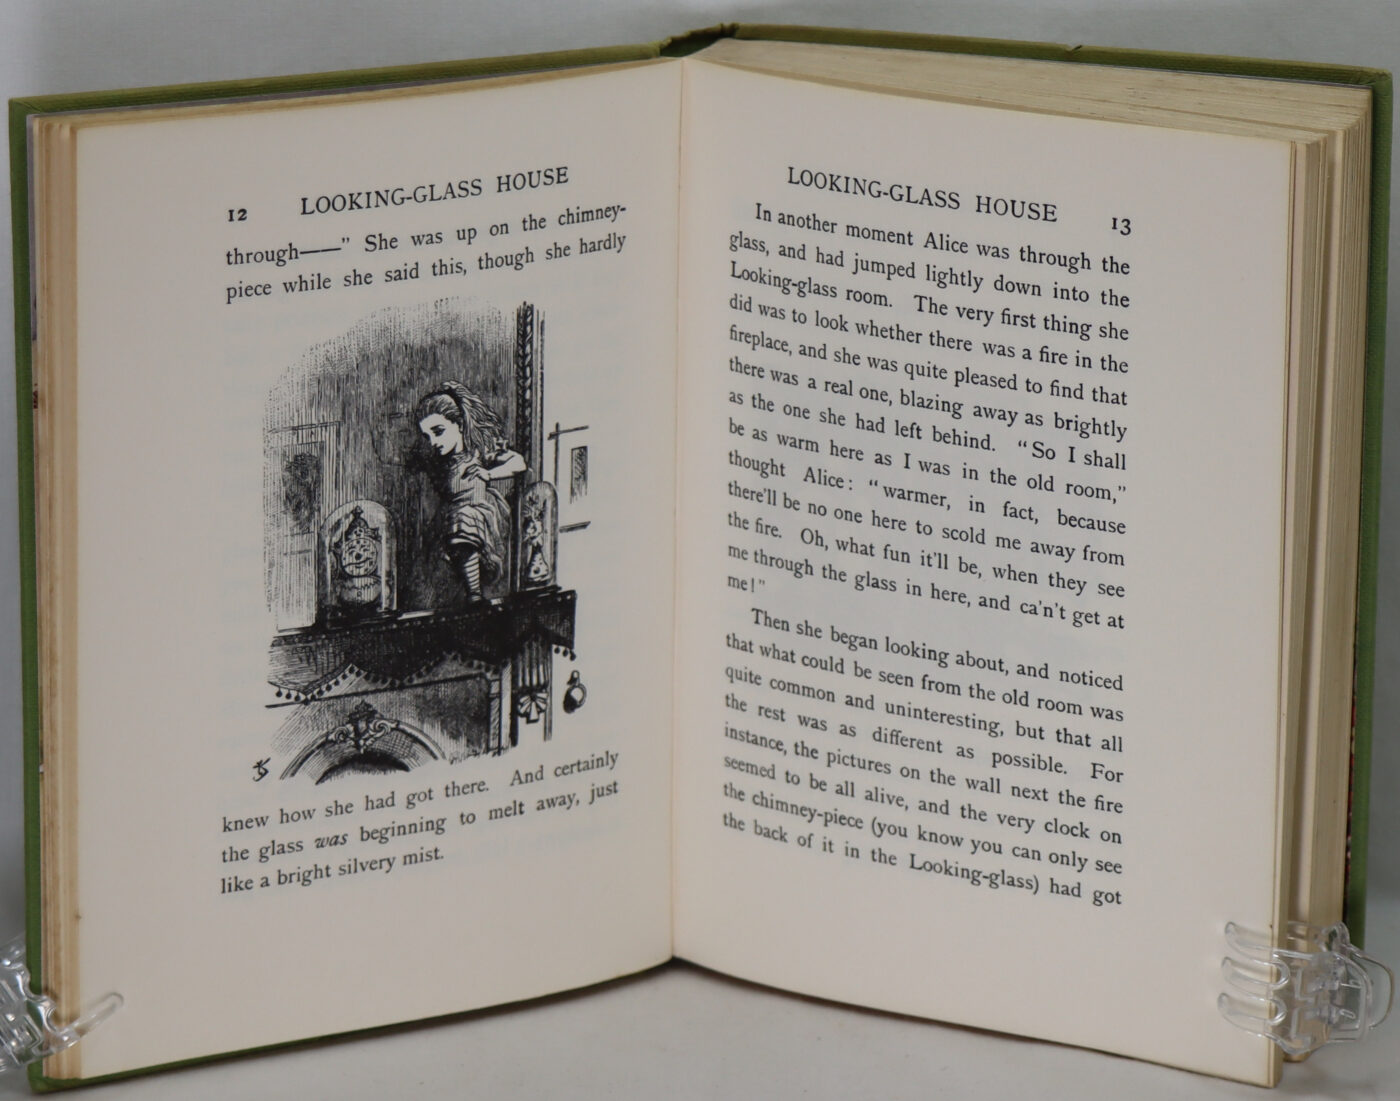 12 LOOKING-GLASS HOUSE
through——" She was up on the chimney-
piece while she said this, though she hardly
knew how she had got there. And certainly
the glass was beginning to melt away, just
like a bright silvery mist.
LOOKING-GLASS HOUSE 13
In another moment Alice was through the
glass, and had jumped lightly down into the
Looking-glass room. The very first thing she
did was to look whether there was a fire in the
fireplace, and she was quite pleased to find that
there was a real one, blazing away as brightly
as the one she had left behind. "So I shall
be as warm here as I was in the old room,"
thought Alice: "warmer, in fact, because
there'll be no one here to scold me away from
the fire. Oh, what fun it'll be, when they see
me through the glass in here, and ca'n't get at
me!"
Then she began looking about, and noticed
that what could be seen from the old room was
quite common and uninteresting, but that all
the rest was as different as possible. For
instance, the pictures on the wall next the fire
seemed to be all alive, and the very clock on
the chimney-piece (you know you can only see
the back of it in the Looking-glass) had got